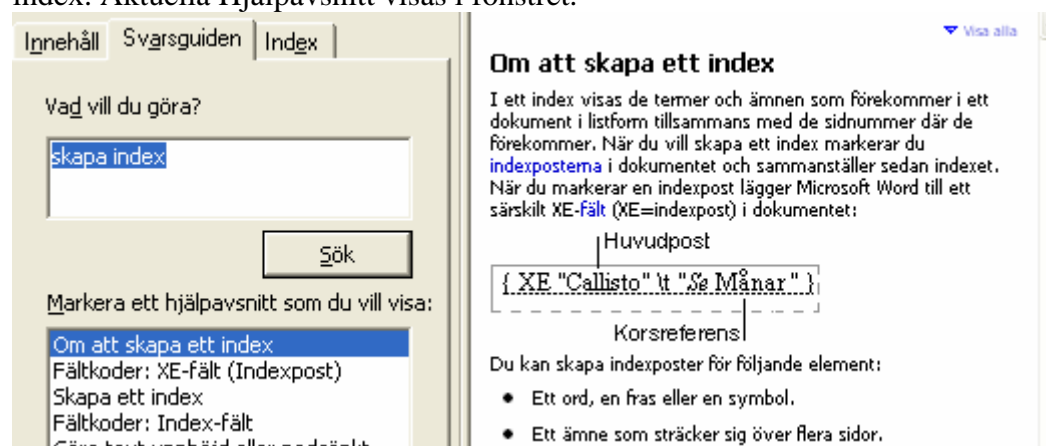 index. Aktuella Hjälpavsnitt visas i fönstret.
Innehåll Svarsguiden Index
Vad vill du göra?
skapa index
Sök
Markera ett hjälpavsnitt som du vill visa:
Om att skapa ett index
Fältkoder: XE-fält (Indexpost)
Skapa ett index
Fältkoder: Index-fält
Visa alla
Om att skapa ett index
I ett index visas de termer och ämnen som förekommer i ett
dokument i listform tillsammans med de sidnummer där de
förekommer. När du vill skapa ett index markerar du
indexposterna i dokumentet och sammanställer sedan indexet.
När du markerar en indexpost lägger Microsoft Word till ett
särskilt XE-fält (XE=indexpost) i dokumentet:
Huvudpost
{ XE "Callisto" \t "Se Månar" }
Korsreferens
Du kan skapa indexposter för följande element:
• Ett ord, en fras eller en symbol.
• Ett ämne som sträcker sig över flera sidor.